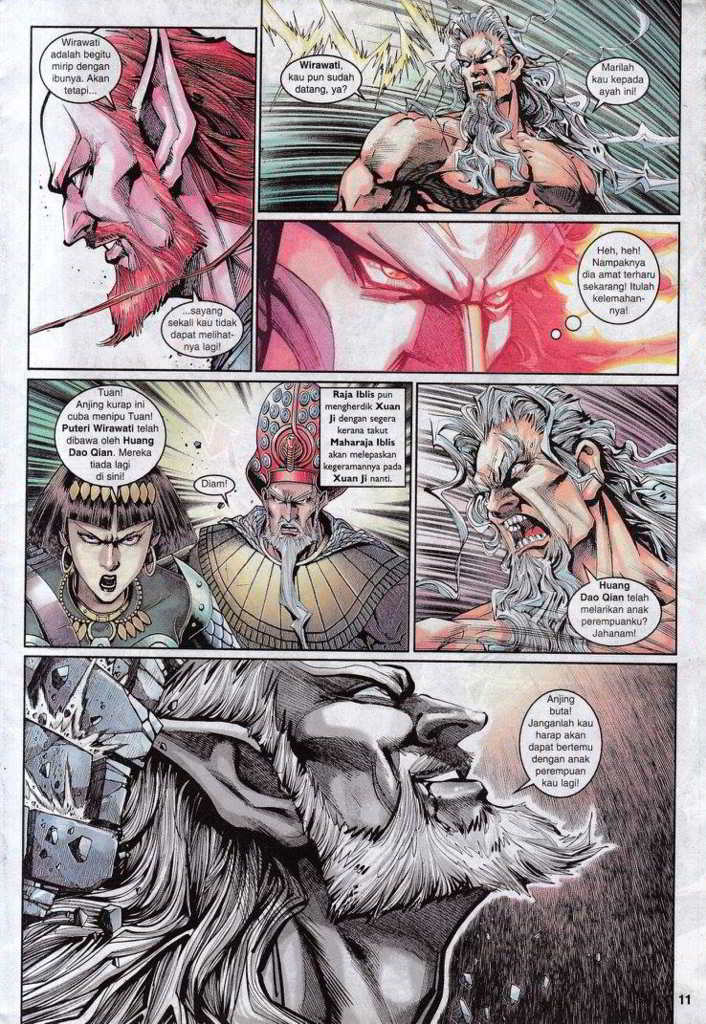 Wirawati
adalah begitu
mirip dengan
ibunya. Akan
tetapi...
...sayang
sekali kau tidak
dapat melihat-
nya lagi!
Wirawati,
kau pun sudah
datang, ya?
Marilah
kau kepada
ayah ini!
Heh, heh!
Nampaknya
dia amat terharu
sekarang! Itulah
kelemahan-
nya!
Tuan!
Anjing kurap ini
cuba menipu Tuan!
Puteri Wirawati telah
dibawa oleh Huang
Dao Qian. Mereka
tiada lagi
di sini!
Diam!
Raja Iblis pun
mengherdik Xuan
Ji dengan segera
kerana takut
Maharaja Iblis
akan melepaskan
kegeramannya pada
Xuan Ji nanti.
Huang
Dao Qian telah
melarikan anak
perempuanku?
Jahanam!
Anjing
buta!
Janganlah kau
harap akan
dapat bertemu
dengan anak
perempuan
kau lagi!
11